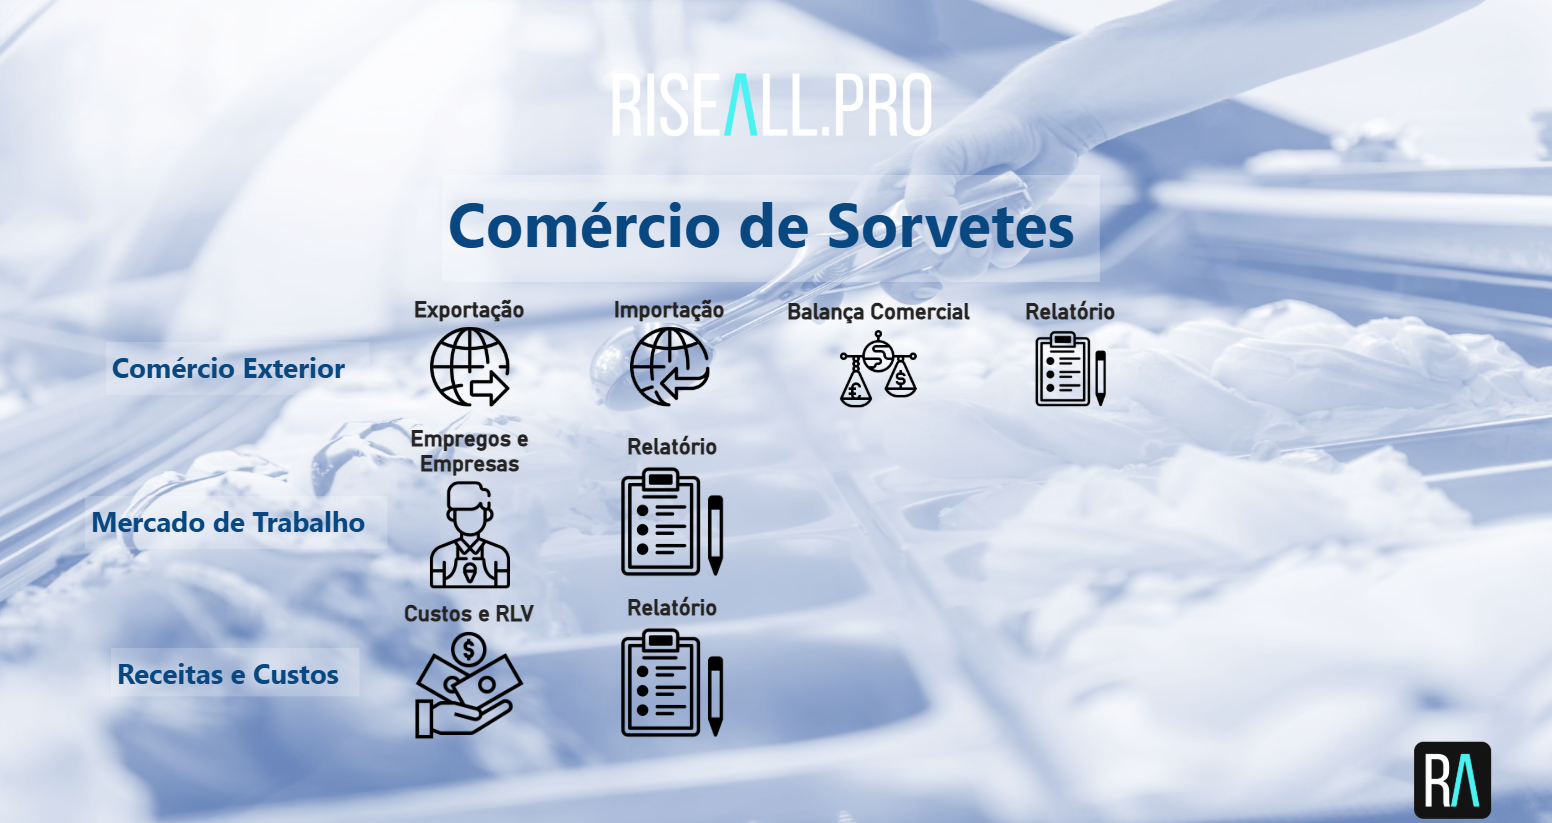 RISEALL.PRO
Comércio de Sorvetes
Exportação
Importação
Balança Comercial
Relatório
Comércio Exterior
Empregos e
Empresas
Relatório
Mercado de Trabalho
Custos e RLV
Relatório
Receitas e Custos
RA